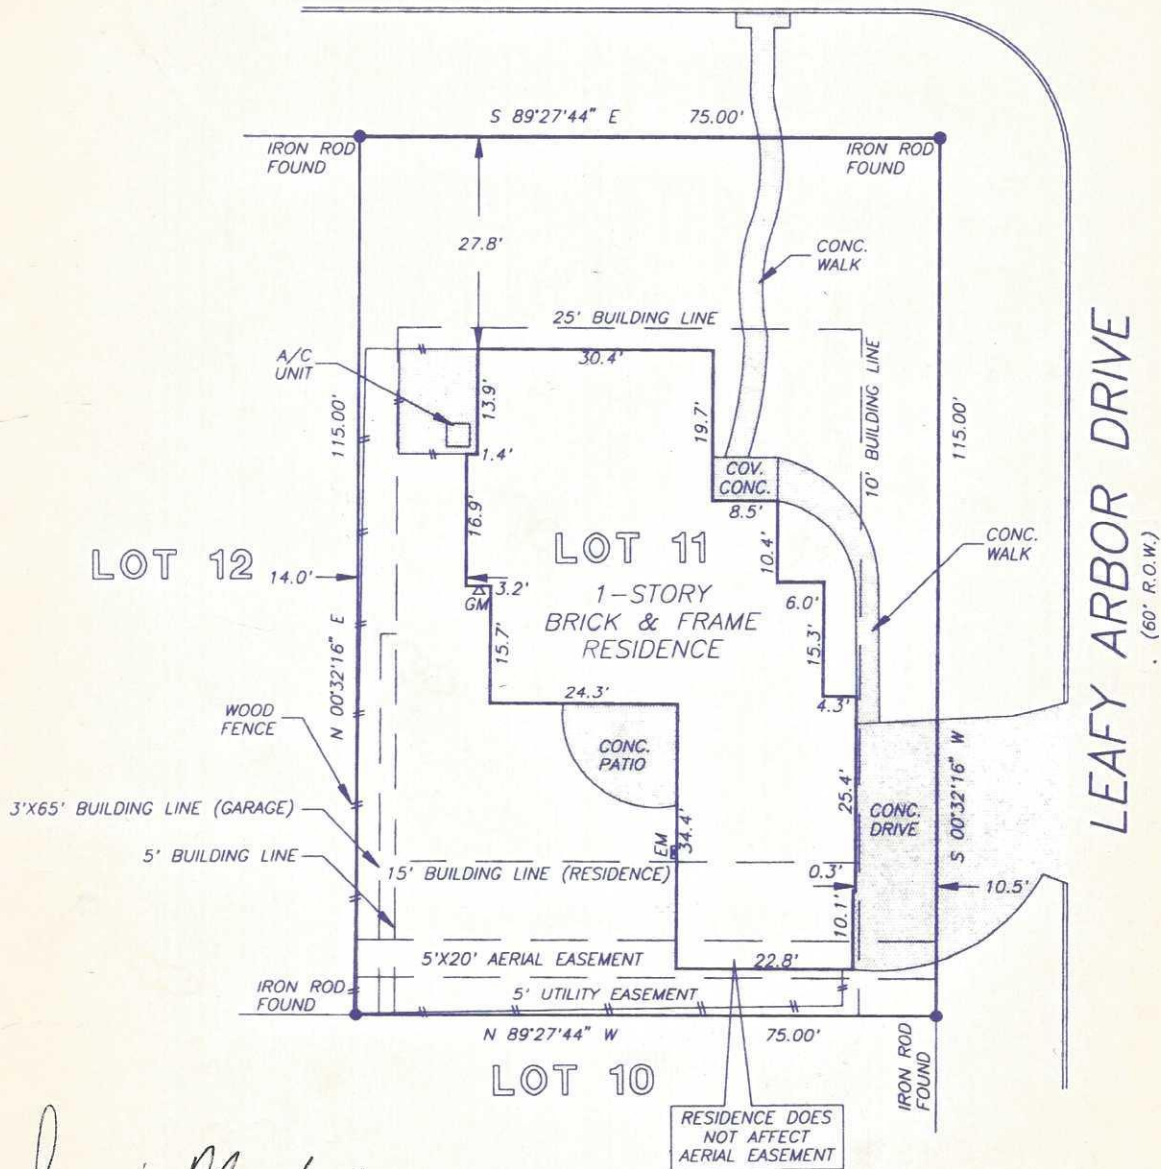 S 89°27'44" E 75.00'
IRON ROD
FOUND
IRON ROD
FOUND
27.8'
CONC.
WALK
25' BUILDING LINE
30.4'
A/C
UNIT
13.9'
1.4'
115.00'
19.7'
10' BUILDING LINE
115.00'
COV.
CONC.
8.5'
16.9'
10.4'
CONC.
WALK
LOT 12
14.0'
LOT 11
1-STORY
BRICK & FRAME
RESIDENCE
3.2'
GM
6.0'
15.7'
15.3'
N 00°32'16" E
24.3'
4.3'
WOOD
FENCE
CONC.
PATIO
LEAFY ARBOR DRIVE
(60' R.O.W.)
3'X65' BUILDING LINE (GARAGE)
25.4'
CONC.
DRIVE
S 00°32'16" W
EM
34.4'
5' BUILDING LINE
15' BUILDING LINE (RESIDENCE)
0.3'
10.5'
10.1'
5'X20' AERIAL EASEMENT
22.8'
IRON ROD
FOUND
5' UTILITY EASEMENT
N 89°27'44" W 75.00'
IRON ROD
FOUND
LOT 10
RESIDENCE DOES
NOT AFFECT
AERIAL EASEMENT